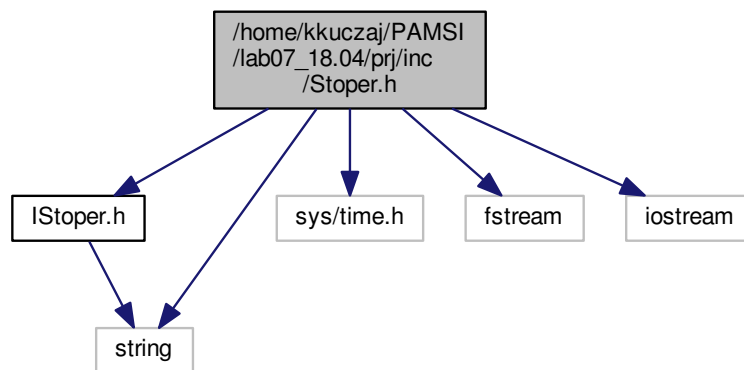 /home/kkuczaj/PAMSI
/lab07_18.04/prj/inc
/Stoper.h
IStoper.h
sys/time.h
fstream
iostream
string